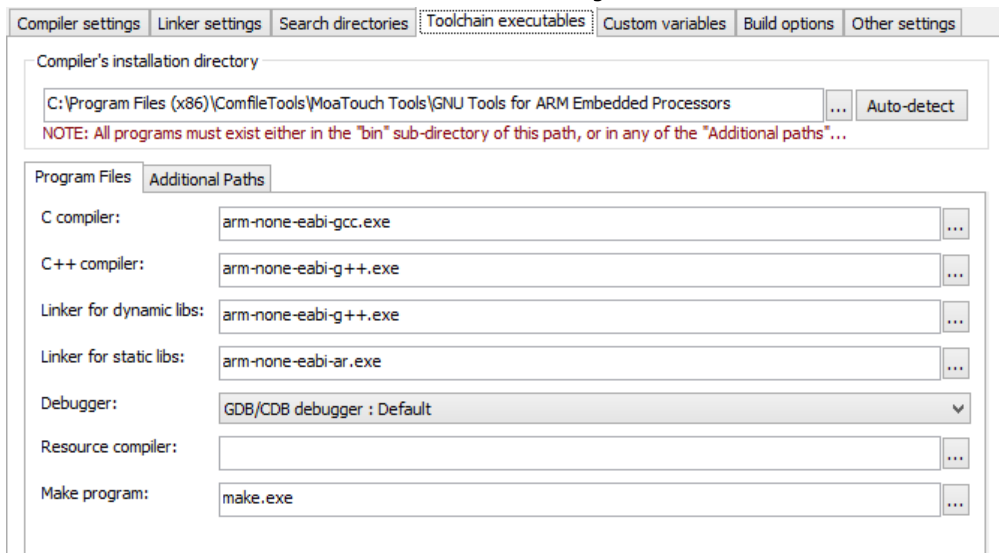 Compiler settings Linker settings Search directories Toolchain executables Custom variables Build options Other settings
Compiler's installation directory
C:\Program Files (x86)\ComfileTools\MoaTouch Tools\GNU Tools for ARM Embedded Processors ... Auto-detect
NOTE: All programs must exist either in the "bin" sub-directory of this path, or in any of the "Additional paths"...
Program Files Additional Paths
C compiler: arm-none-eabi-gcc.exe ...
C++ compiler: arm-none-eabi-g++.exe ...
Linker for dynamic libs: arm-none-eabi-g++.exe ...
Linker for static libs: arm-none-eabi-ar.exe ...
Debugger: GDB/CDB debugger : Default
Resource compiler: ...
Make program: make.exe ...